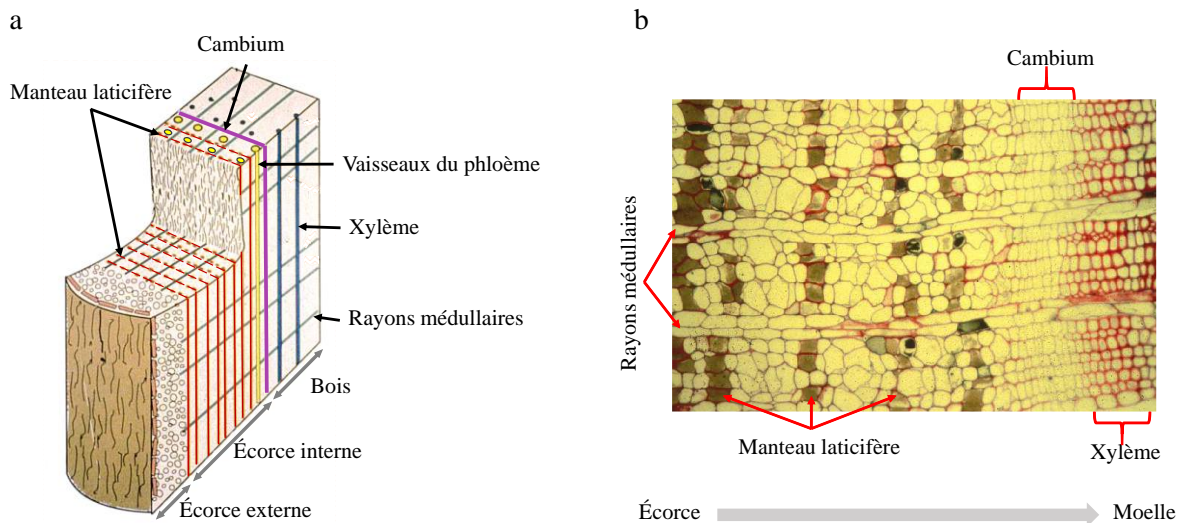 a
Cambium
Manteau laticifère
Vaisseaux du phloème
Xylème
Rayons médullaires
Bois
Écorce interne
Écorce externe
b
Cambium
Rayons médullaires
Manteau laticifère
Xylème
Écorce
Moelle